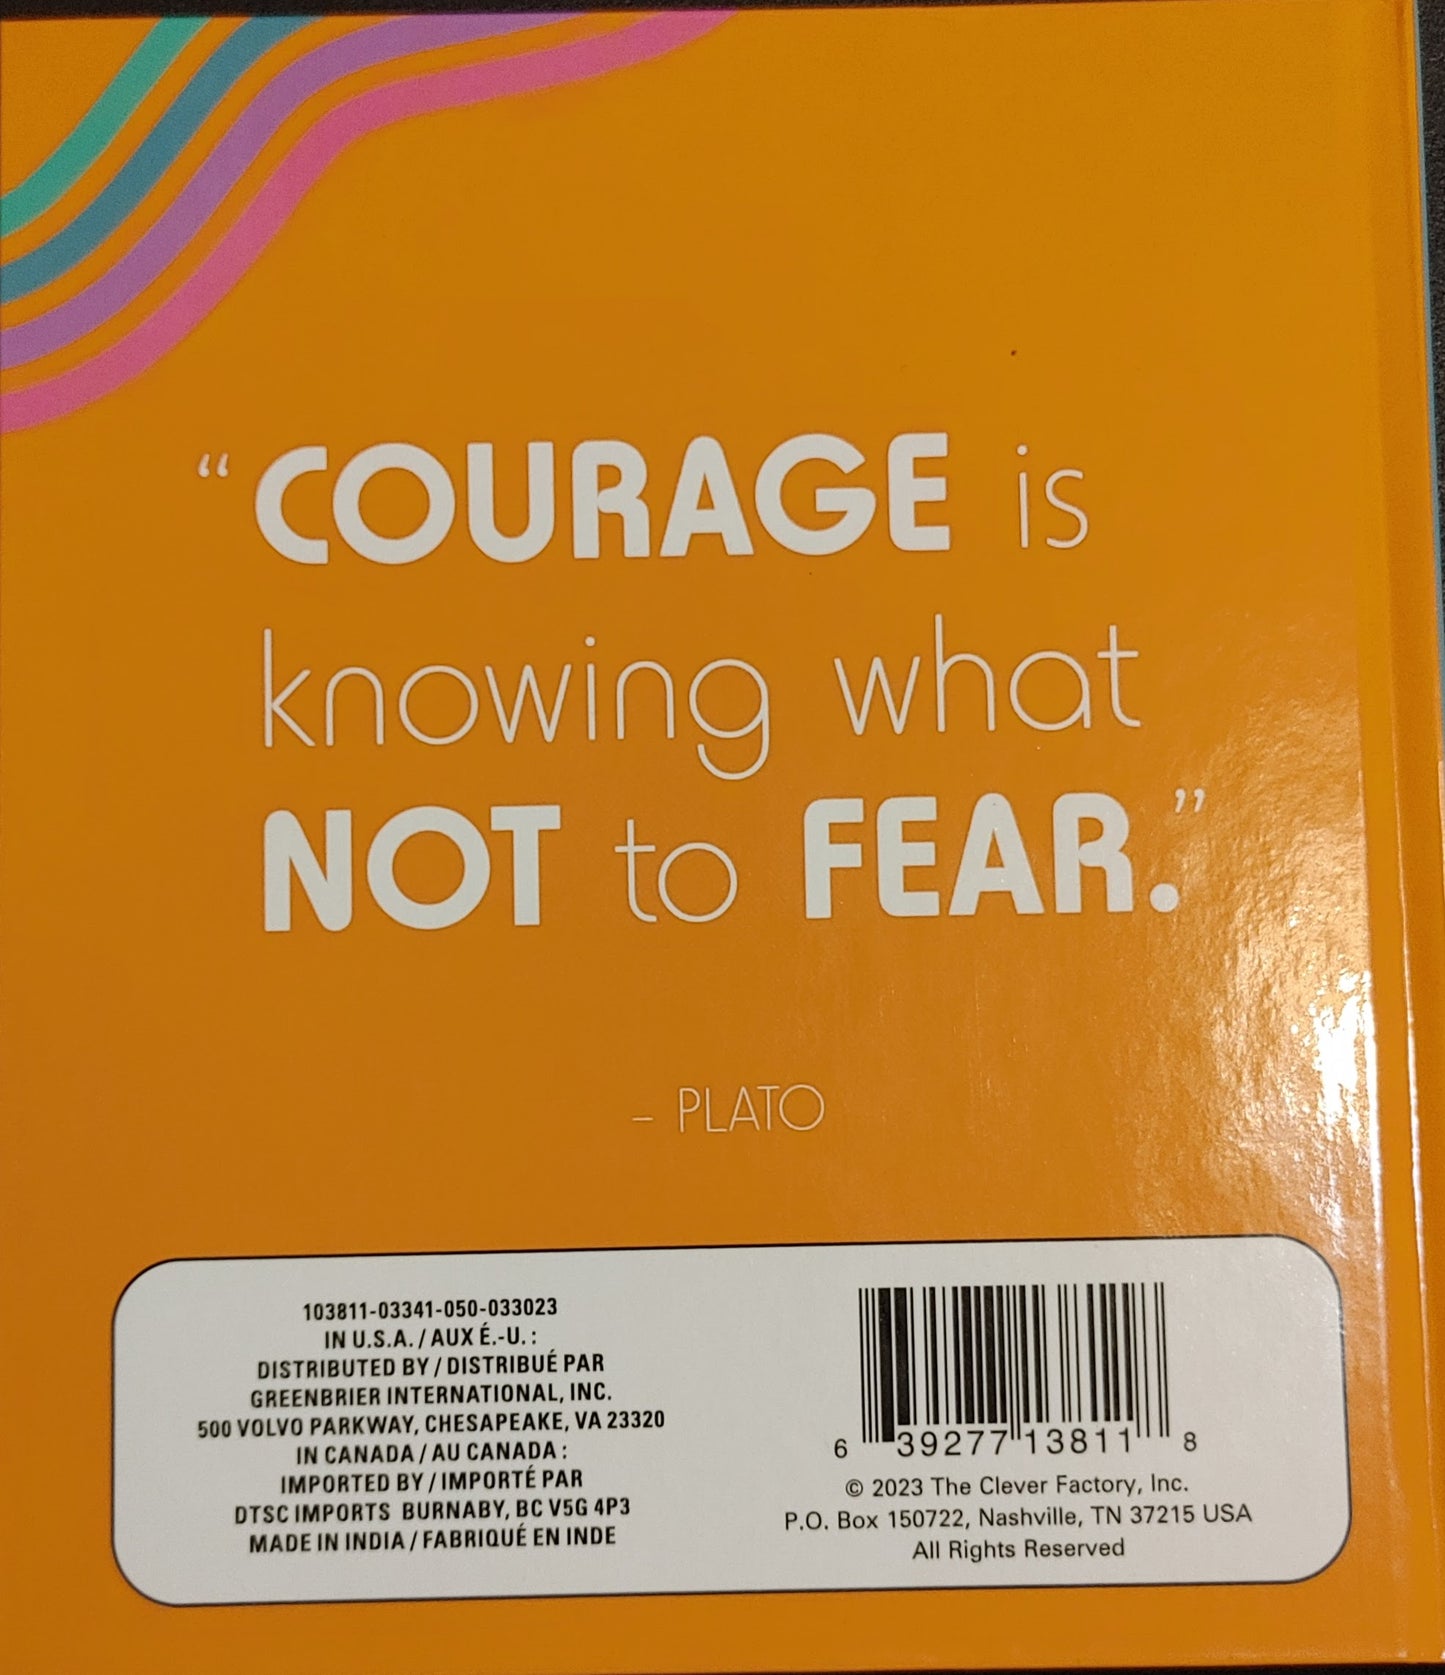 “COURAGE is
knowing what
NOT to FEAR.”
– PLATO
103811-03341-050-033023
IN U.S.A. / AUX É.-U. :
DISTRIBUTED BY / DISTRIBUÉ PAR
GREENBRIER INTERNATIONAL, INC.
500 VOLVO PARKWAY, CHESAPEAKE, VA 23320
IN CANADA / AU CANADA :
IMPORTED BY / IMPORTÉ PAR
DTSC IMPORTS BURNABY, BC V5G 4P3
MADE IN INDIA / FABRIQUÉ EN INDE
6 39277 13811 8
© 2023 The Clever Factory, Inc.
P.O. Box 150722, Nashville, TN 37215 USA
All Rights Reserved